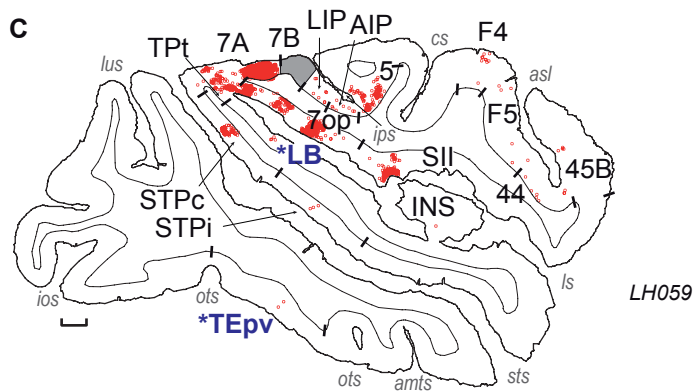 C
7A 7B LIP AIP cs F4
TPt
lus
5
asl
F5
7op ips
*LB SII
45B
STPc 44
STPi INS
ios ots ls
LH059
*TEpv
ots amts sts